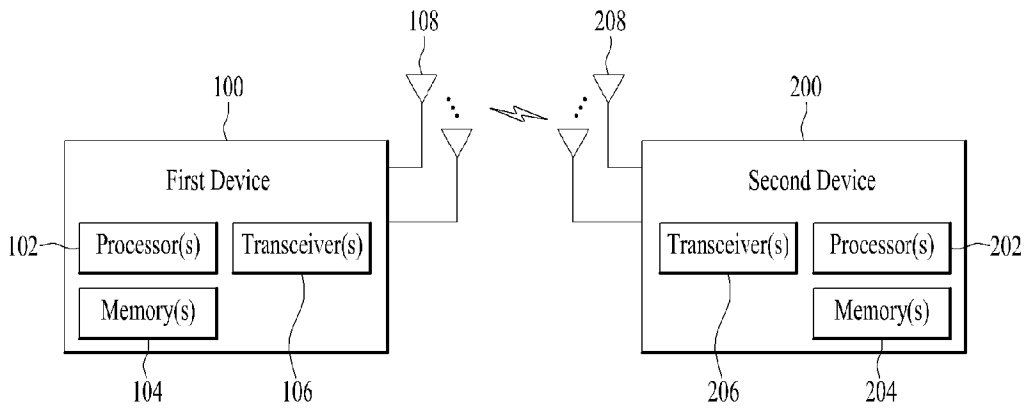 108
208
100
200
First Device
Second Device
102
Processor(s)
Transceiver(s)
Transceiver(s)
Processor(s)
202
Memory(s)
Memory(s)
104
106
206
204